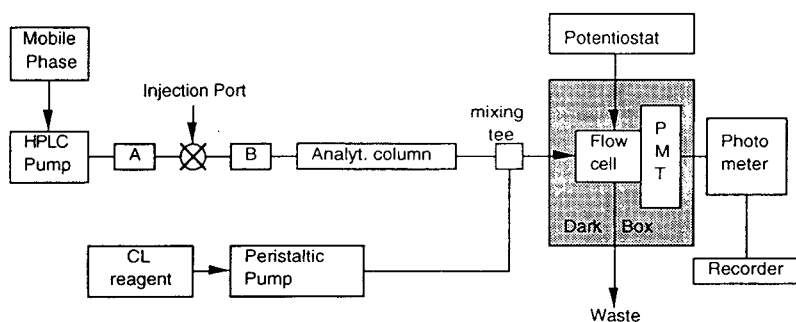 Mobile
Phase
Potentiostat
Injection Port
mixing
tee
HPLC
Pump
A
B
Analyt. column
Flow
cell
P
M
T
Photo
meter
Dark Box
CL
reagent
Peristaltic
Pump
Recorder
Waste